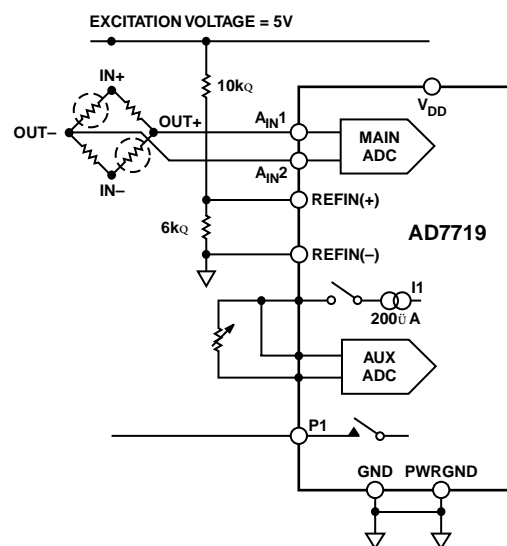 EXCITATION VOLTAGE = 5V
IN+
10kΩ
VDD
OUT–
OUT+
AIN1
MAIN
ADC
AIN2
REFIN(+)
IN–
6kΩ
AD7719
REFIN(–)
I1
200ÜA
AUX
ADC
P1
GND
PWRGND